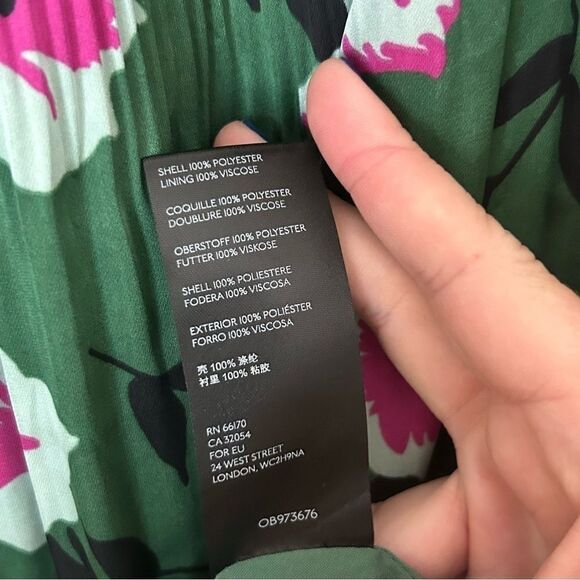 SHELL 100% POLYESTER
LINING 100% VISCOSE
COQUILLE 100% POLYESTER
DOUBLURE 100% VISCOSE
OBERSTOFF 100% POLYESTER
FUTTER 100% VISKOSE
SHELL 100% POLIESTERE
FODERA 100% VISCOSA
EXTERIOR 100% POLIÉSTER
FORRO 100% VISCOSA
壳 100% 涤纶
衬里 100% 粘胶
RN 66170
CA 32054
FOR EU
24 WEST STREET
LONDON, WC2H9NA
OB973676